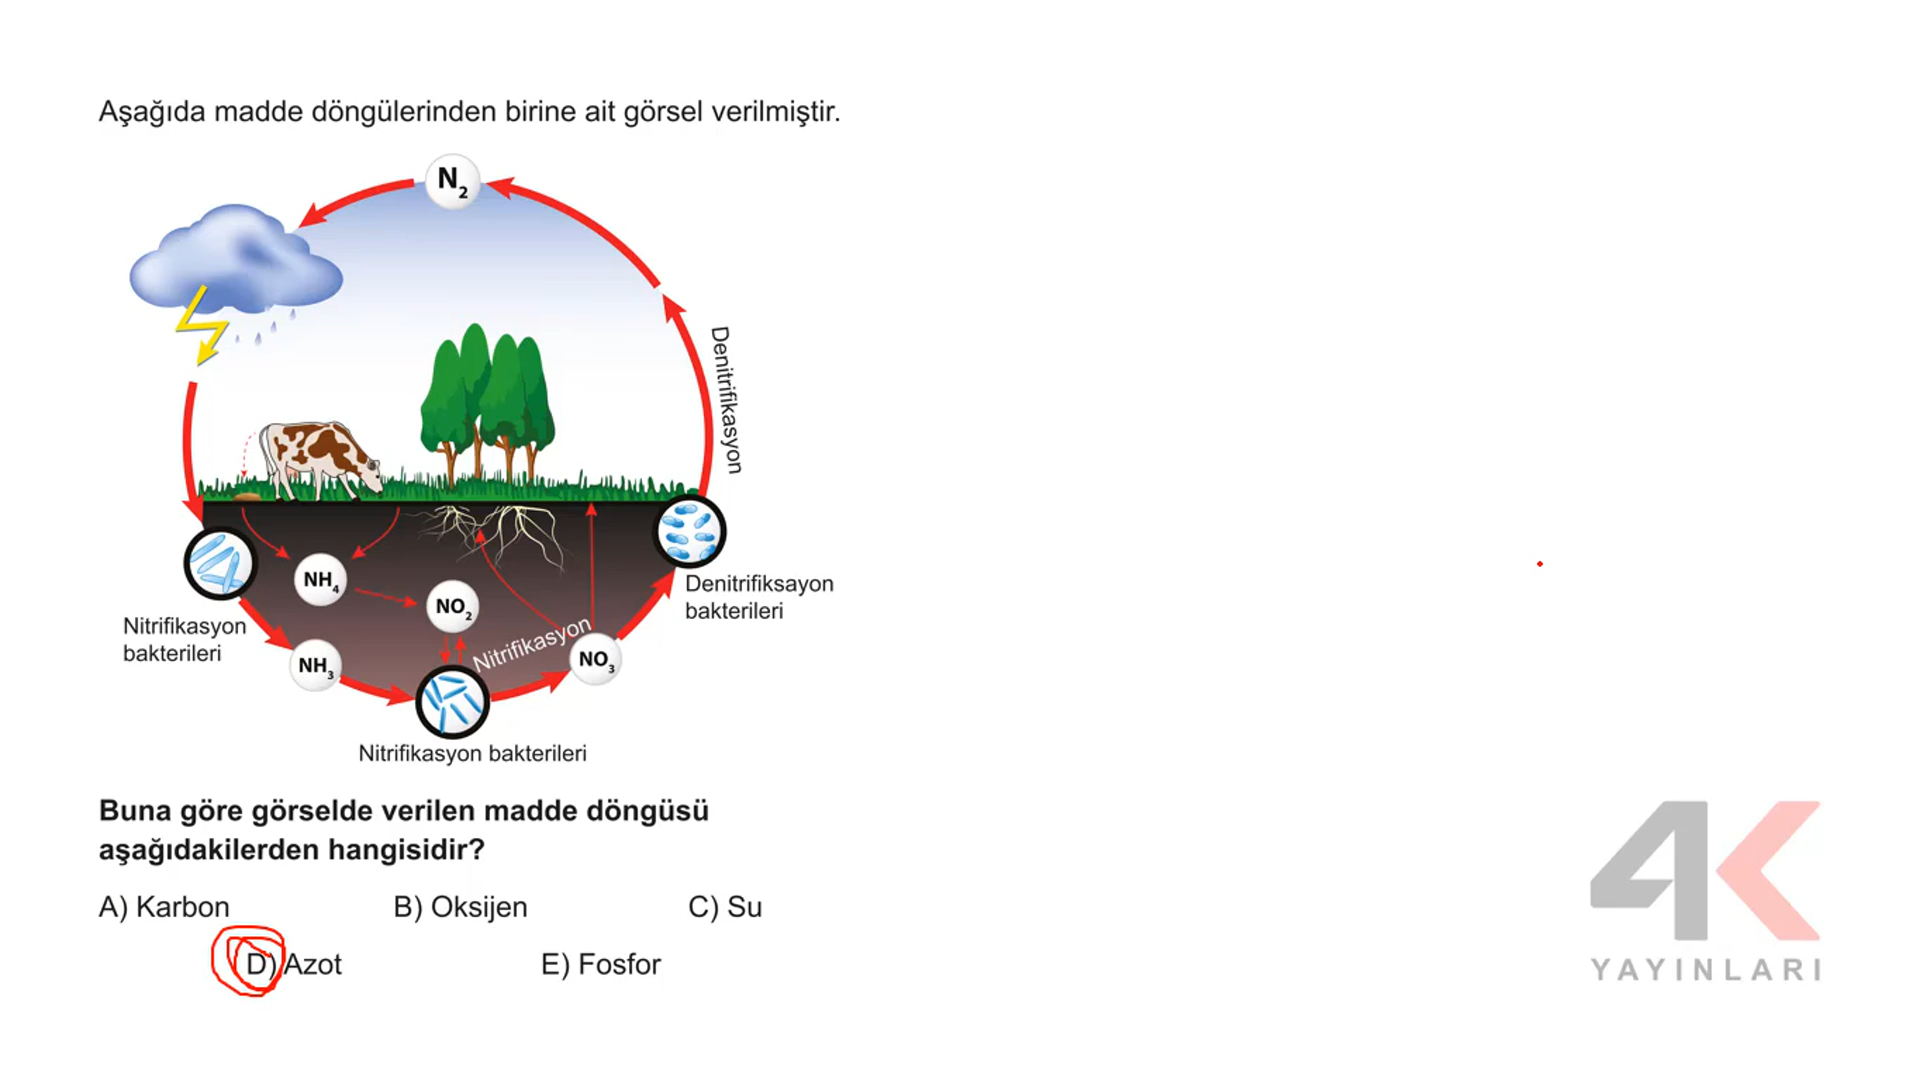 Aşağıda madde döngülerinden birine ait görsel verilmiştir.
N2
Denitrifikasyon
NH4
NO2
Denitrifiksayon
bakterileri
Nitrifikasyon
bakterileri
Nitrifikasyon
NO3
NH3
Nitrifikasyon bakterileri
Buna göre görselde verilen madde döngüsü
aşağıdakilerden hangisidir?
A) Karbon B) Oksijen C) Su
D) Azot E) Fosfor
4K
YAYINLARI